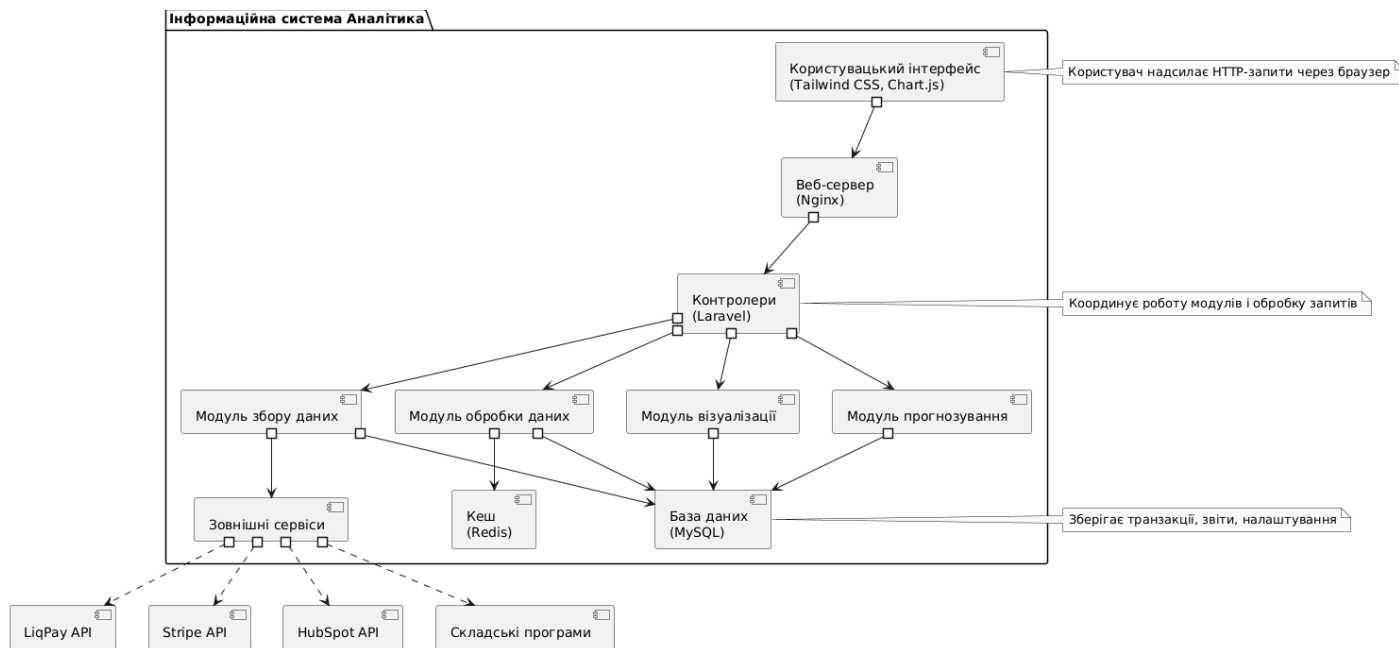 Інформаційна система Аналітика
Користувацький інтерфейс
(Tailwind CSS, Chart.js)
Користувач надсилає HTTP-запити через браузер
Веб-сервер
(Nginx)
Контролери
(Laravel)
Координує роботу модулів і обробку запитів
Модуль збору даних
Модуль обробки даних
Модуль візуалізації
Модуль прогнозування
Зовнішні сервіси
Кеш
(Redis)
База даних
(MySQL)
Зберігає транзакції, звіти, налаштування
LiqPay API
Stripe API
HubSpot API
Складські програми